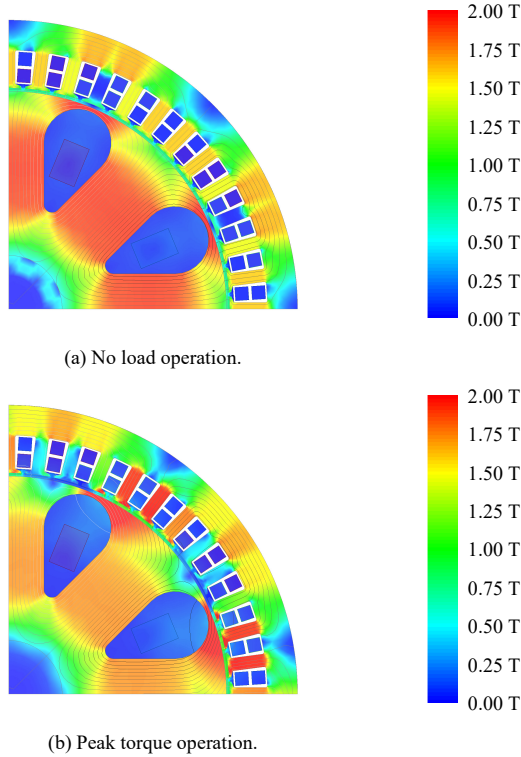 2.00 T
1.75 T
1.50 T
1.25 T
1.00 T
0.75 T
0.50 T
0.25 T
0.00 T
(a) No load operation.
2.00 T
1.75 T
1.50 T
1.25 T
1.00 T
0.75 T
0.50 T
0.25 T
0.00 T
(b) Peak torque operation.